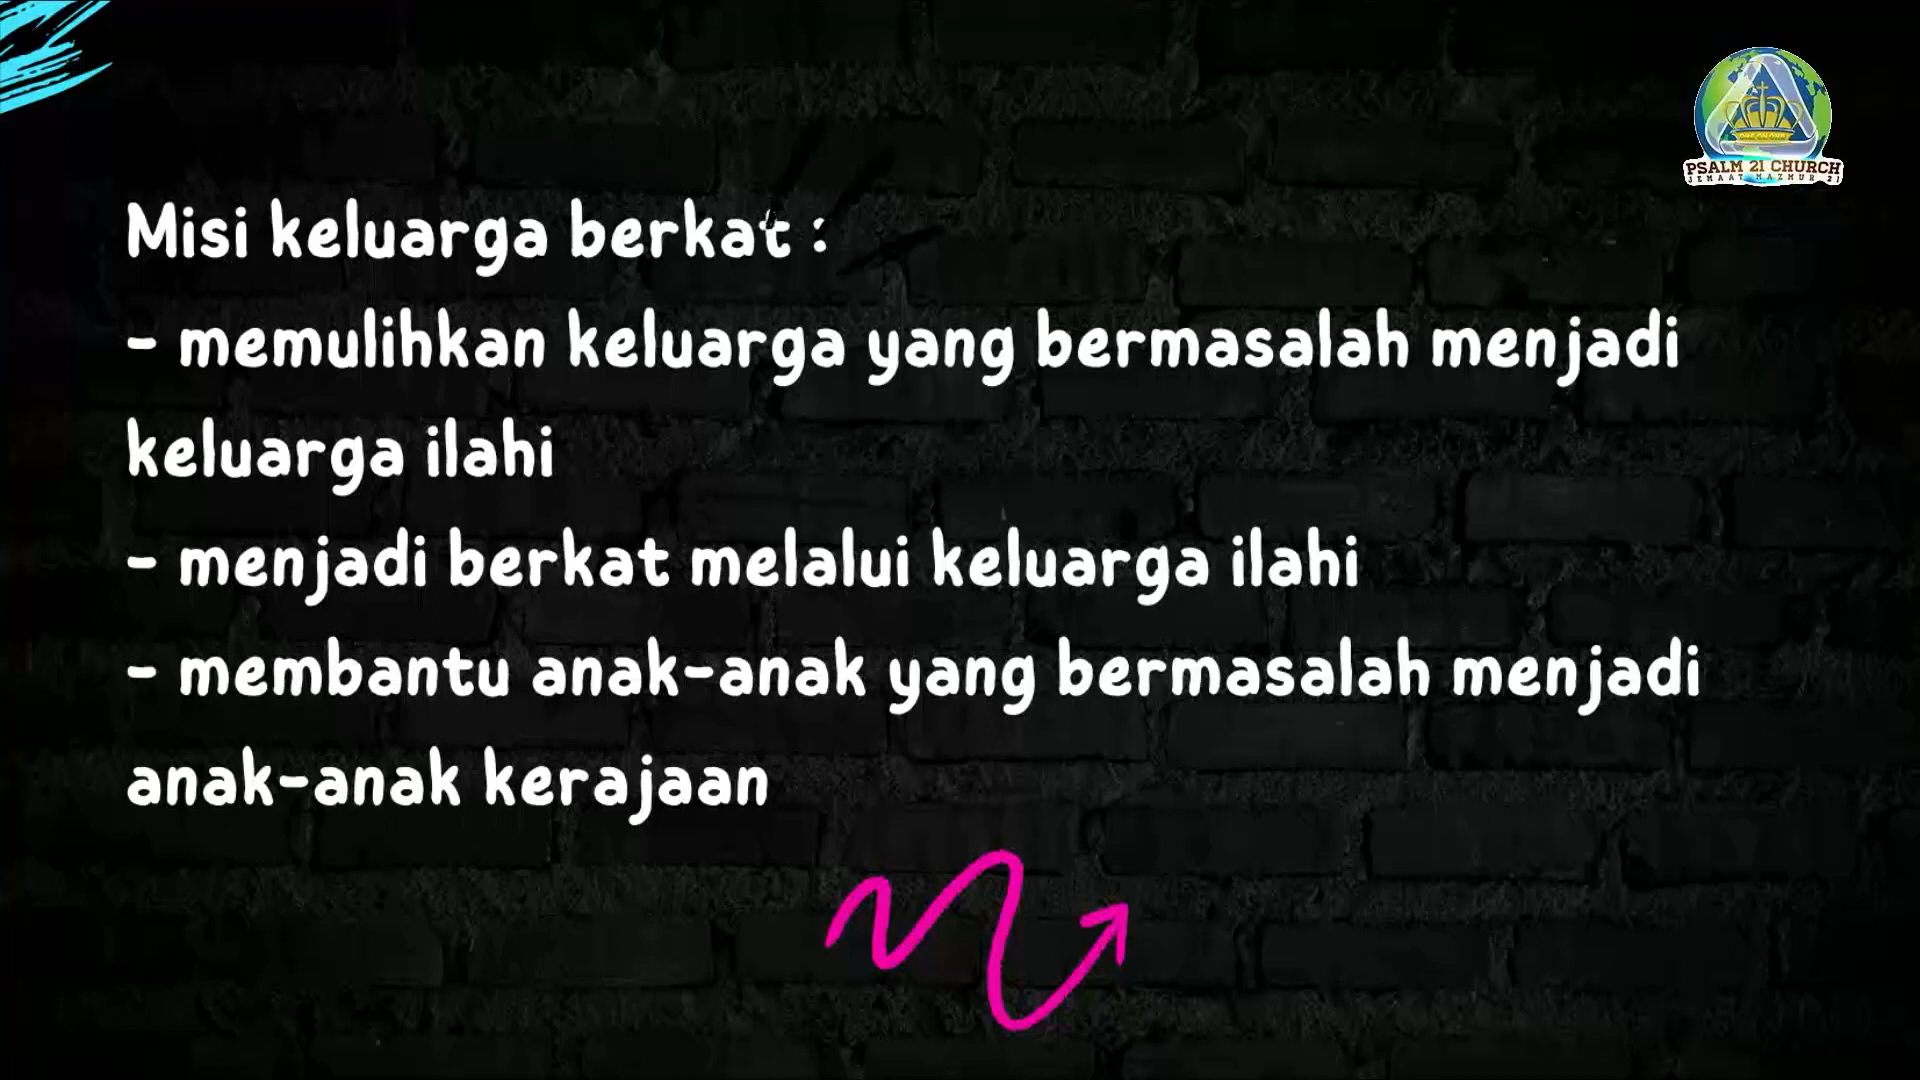 PSALM 21 CHURCH
JEMAAT MAZMUR 21
Misi keluarga berkat :
- memulihkan keluarga yang bermasalah menjadi
keluarga ilahi
- menjadi berkat melalui keluarga ilahi
- membantu anak-anak yang bermasalah menjadi
anak-anak kerajaan